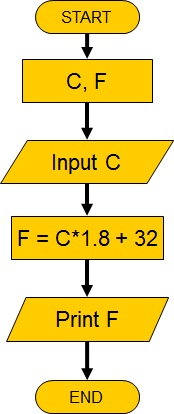 START
C, F
Input C
F = C*1.8 + 32
Print F
END